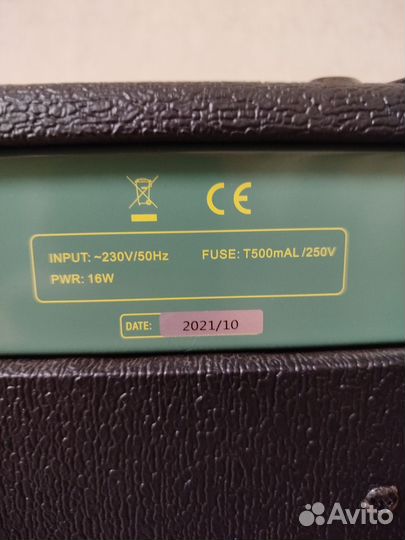 CE
INPUT: ~230V/50Hz FUSE: T500mAL/250V
PWR: 16W
DATE: 2021/10
Avito